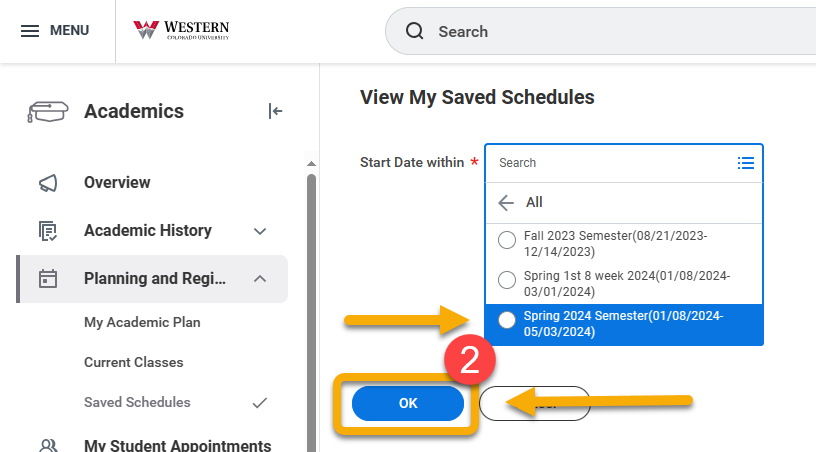 MENU
WESTERN
COLORADO UNIVERSITY
Search
Academics
Overview
Academic History
Planning and Regi...
My Academic Plan
Current Classes
Saved Schedules
My Student Appointments
View My Saved Schedules
Start Date within *
Search
All
Fall 2023 Semester(08/21/2023-
12/14/2023)
Spring 1st 8 week 2024(01/08/2024-
03/01/2024)
Spring 2024 Semester(01/08/2024-
05/03/2024)
2
OK